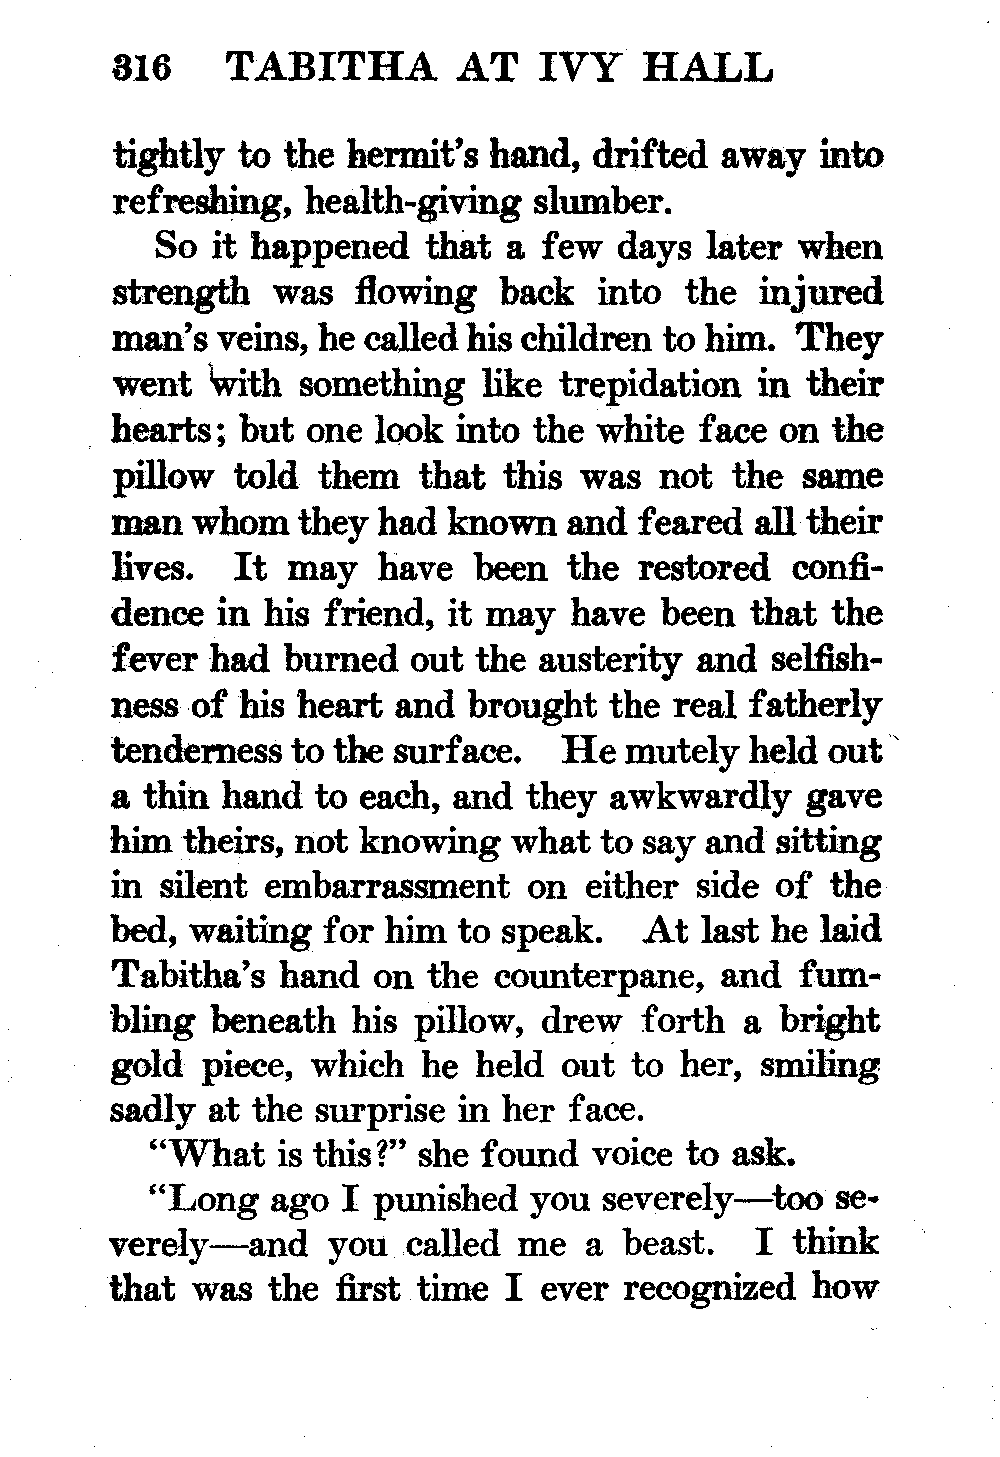 316 TABITHA AT IVY HALL
tightly to the hermit's hand, drifted away into
refreshing, health-giving slumber.
So it happened that a few days later when
strength was flowing back into the injured
man's veins, he called his children to him. They
went with something like trepidation in their
hearts; but one look into the white face on the
pillow told them that this was not the same
man whom they had known and feared all their
lives. It may have been the restored confi-
dence in his friend, it may have been that the
fever had burned out the austerity and selfish-
ness of his heart and brought the real fatherly
tenderness to the surface. He mutely held out
a thin hand to each, and they awkwardly gave
him theirs, not knowing what to say and sitting
in silent embarrassment on either side of the
bed, waiting for him to speak. At last he laid
Tabitha's hand on the counterpane, and fum-
bling beneath his pillow, drew forth a bright
gold piece, which he held out to her, smiling
sadly at the surprise in her face.
“What is this?” she found voice to ask.
“Long ago I punished you severely—too se-
verely—and you called me a beast. I think
that was the first time I ever recognized how